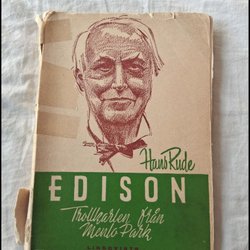 Hans Rude
EDISON
Trollkarlen från
Menlo Park